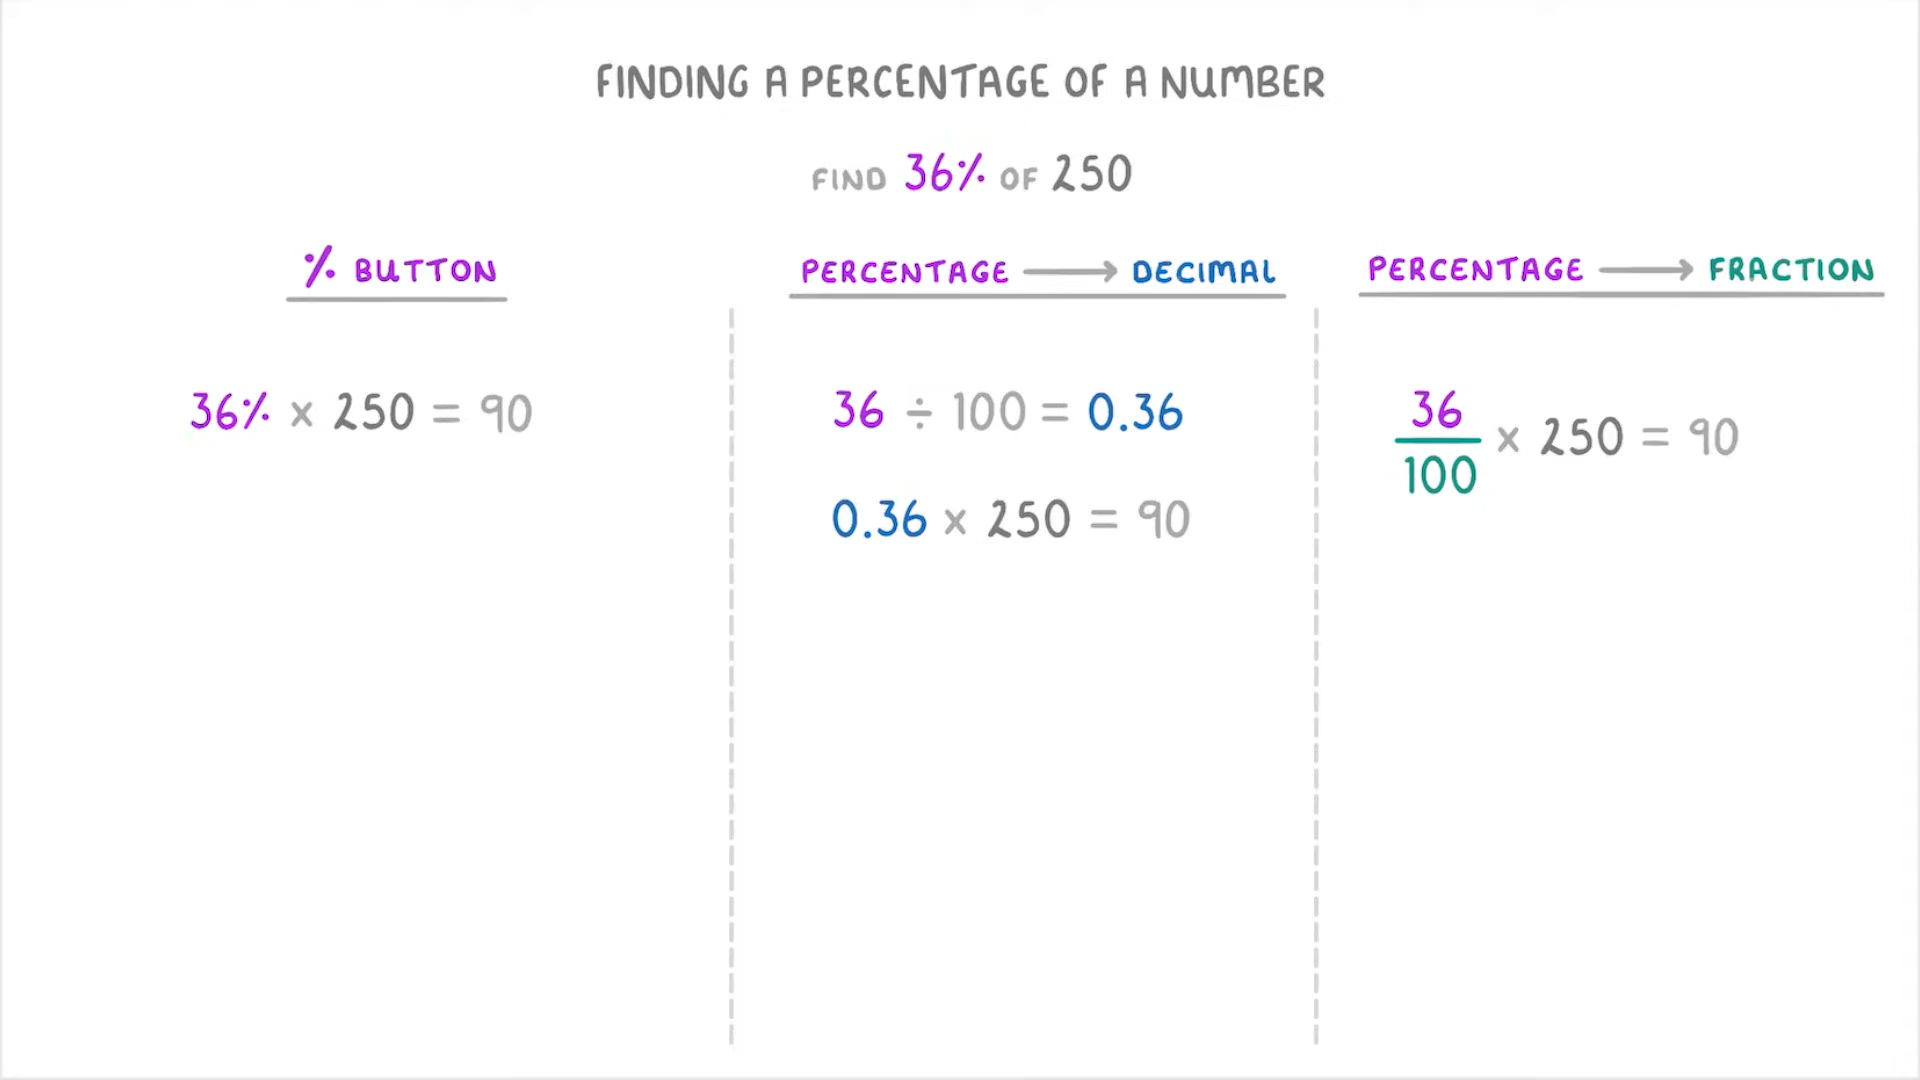 FINDING A PERCENTAGE OF A NUMBER
FIND 36% OF 250
% BUTTON
36% × 250 = 90
PERCENTAGE → DECIMAL
36 ÷ 100 = 0.36
0.36 × 250 = 90
PERCENTAGE → FRACTION
36/100 × 250 = 90